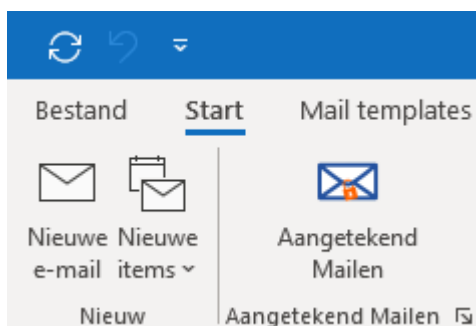 Bestand Start Mail templates
Nieuwe Nieuwe Aangetekend
e-mail items Mailen
Nieuw Aangetekend Mailen